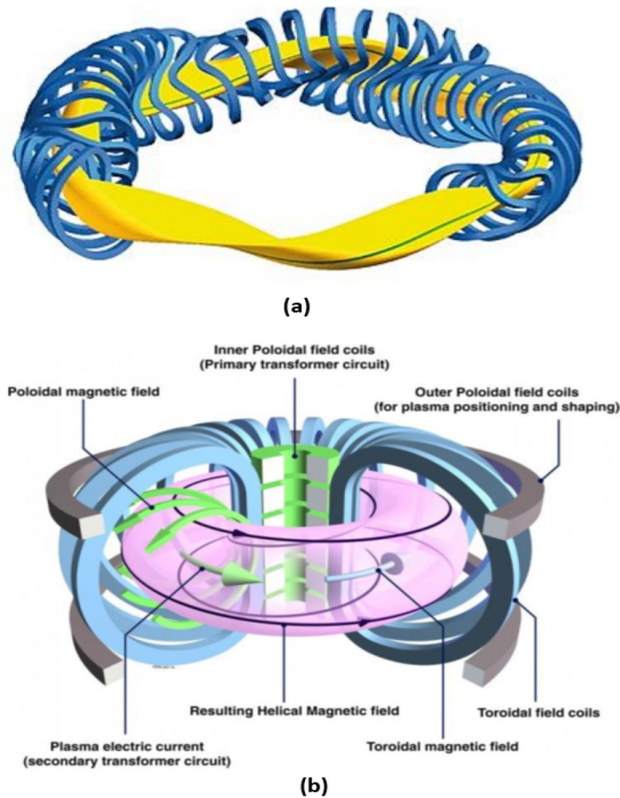 (a)
Inner Poloidal field coils
(Primary transformer circuit)
Poloidal magnetic field
Outer Poloidal field coils
(for plasma positioning and shaping)
Resulting Helical Magnetic field
Toroidal field coils
Plasma electric current
(secondary transformer circuit)
Toroidal magnetic field
(b)